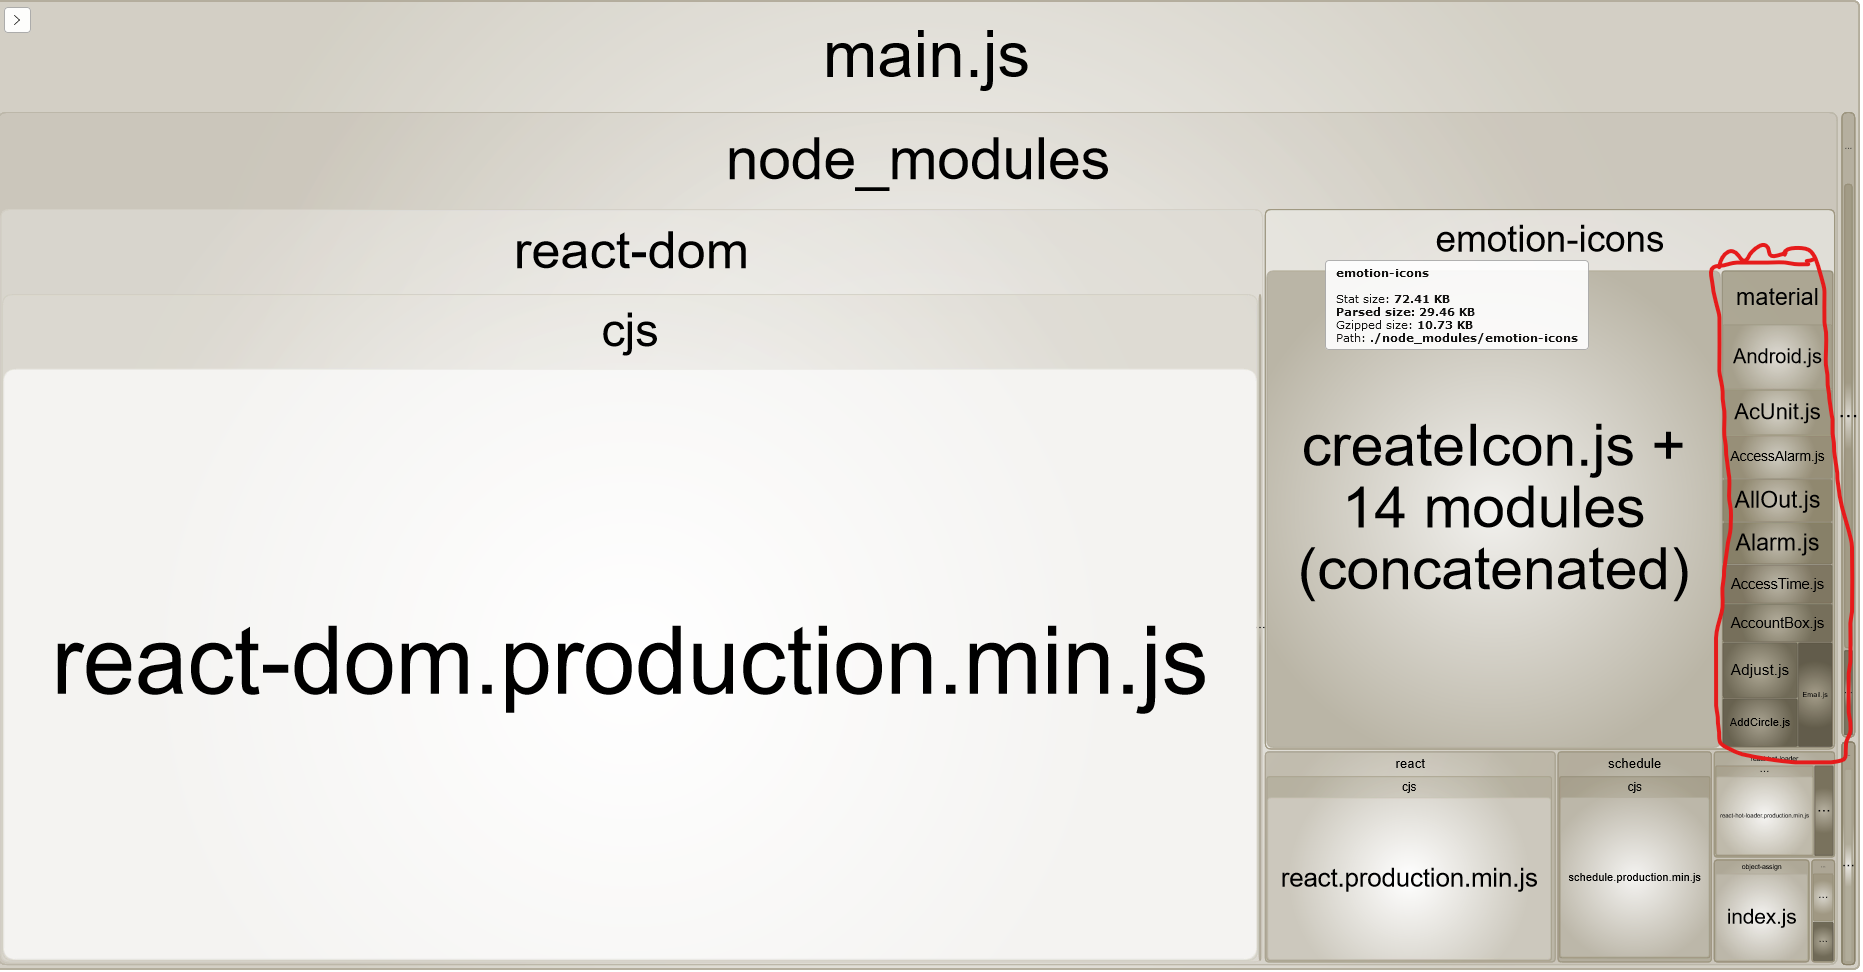 main.js
node_modules
react-dom
emotion-icons
emotion-icons
Stat size: 72.41 KB
Parsed size: 29.46 KB
Gzipped size: 10.73 KB
Path: ./node_modules/emotion-icons
cjs
react-dom.production.min.js
createIcon.js +
14 modules
(concatenated)
material
Android.js
AcUnit.js
AccessAlarm.js
AllOut.js
Alarm.js
AccessTime.js
AccountBox.js
Adjust.js
Email.js
AddCircle.js
react
cjs
react.production.min.js
schedule
cjs
schedule.production.min.js
...
react-hot-loader.production.min.js
...
object-assign
index.js
...
...
...
...
...
...